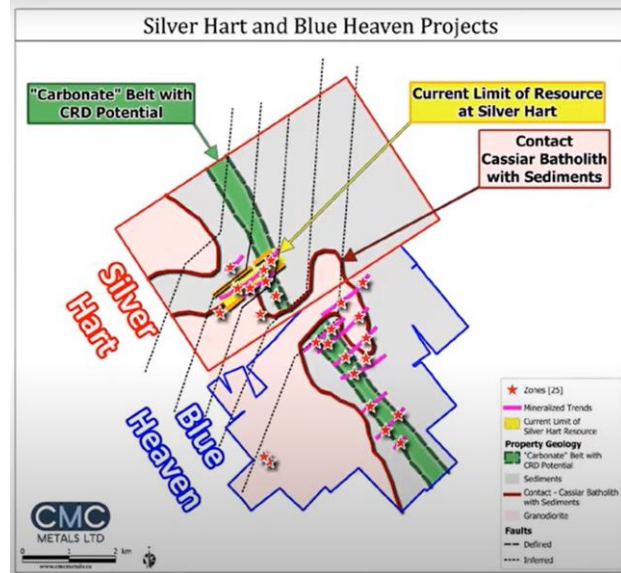 Silver Hart and Blue Heaven Projects
"Carbonate" Belt with
CRD Potential
Current Limit of Resource
at Silver Hart
Contact
Cassiar Batholith
with Sediments
Silver
Hart
Blue
Heaven
Zones [25]
Mineralized Trends
Current Limit of
Silver Hart Resource
Property Geology
"Carbonate" Belt with
CRD Potential
Sediments
Contact - Cassiar Batholith
with Sediments
Granodiorite
Faults
Defined
Inferred
CMC
METALS LTD
0 1 2 km
www.cmcmetals.ca